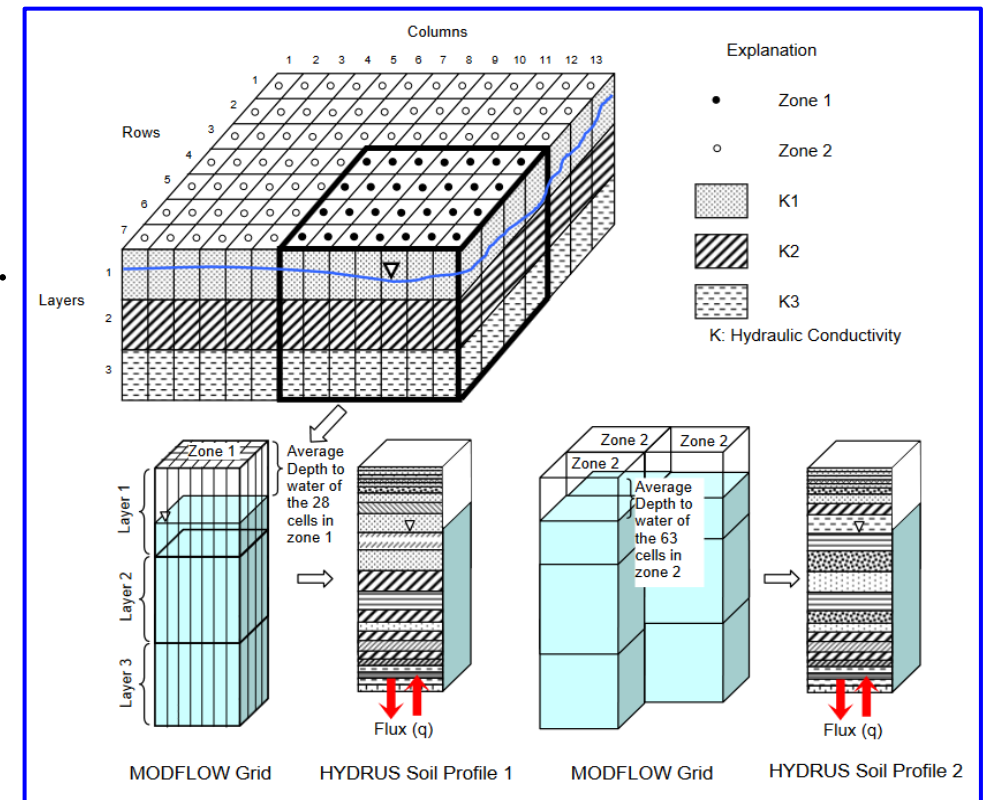 Columns
1 2 3 4 5 6 7 8 9 10 11 12 13
Rows
1
2
3
4
5
6
7
Layers
1
2
3
Explanation
Zone 1
Zone 2
K1
K2
K3
K: Hydraulic Conductivity
Zone 1
Average
Depth to
water of
the 28
cells in
zone 1
Layer 1
Layer 2
Layer 3
Flux (q)
Zone 2
Zone 2
Zone 2
Average
Depth to
water of
the 63
cells in
zone 2
Flux (q)
MODFLOW Grid
HYDRUS Soil Profile 1
MODFLOW Grid
HYDRUS Soil Profile 2